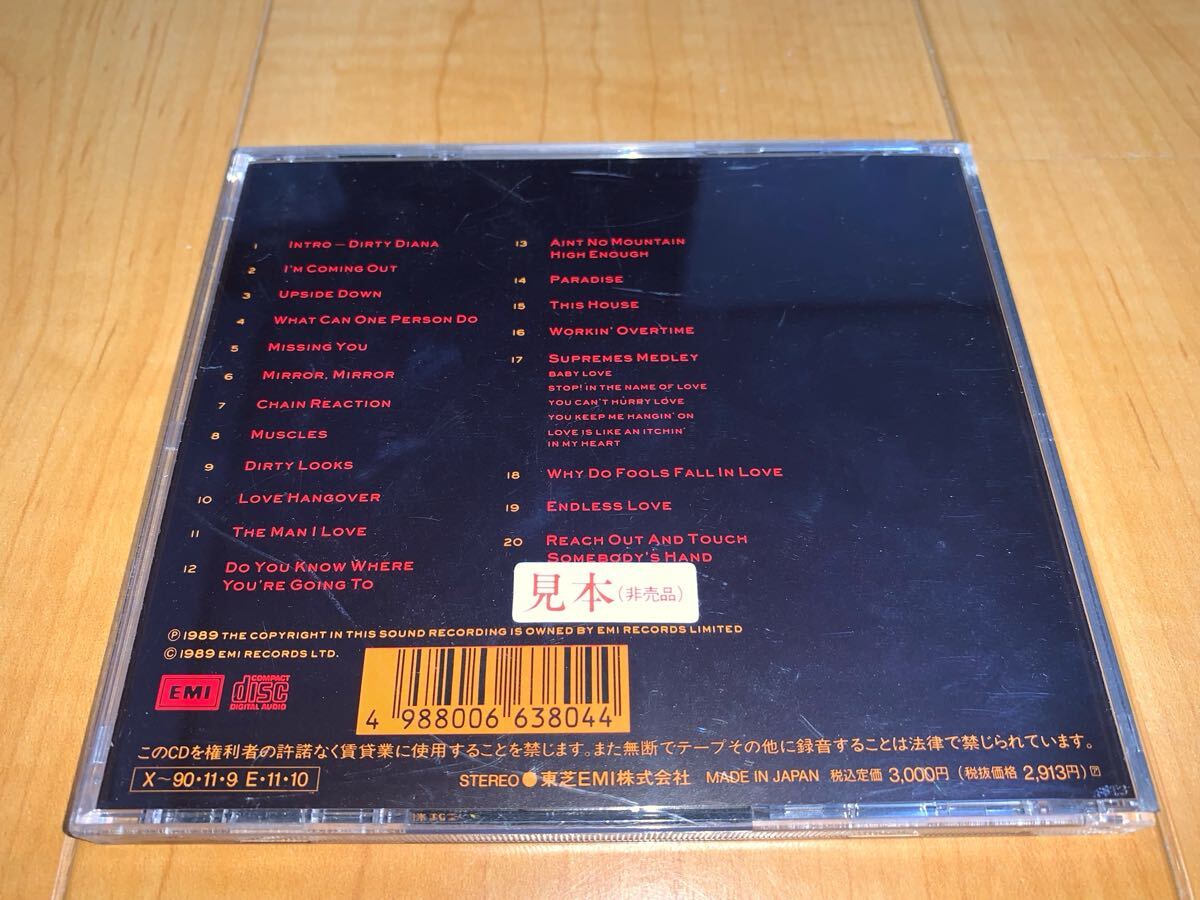 1 INTRO – DIRTY DIANA
2 I'M COMING OUT
3 UPSIDE DOWN
4 WHAT CAN ONE PERSON DO
5 MISSING YOU
6 MIRROR, MIRROR
7 CHAIN REACTION
8 MUSCLES
9 DIRTY LOOKS
10 LOVE HANGOVER
11 THE MAN I LOVE
12 DO YOU KNOW WHERE
YOU'RE GOING TO
13 AINT NO MOUNTAIN
HIGH ENOUGH
14 PARADISE
15 THIS HOUSE
16 WORKIN' OVERTIME
17 SUPREMES MEDLEY
BABY LOVE
STOP! IN THE NAME OF LOVE
YOU CAN'T HURRY LOVE
YOU KEEP ME HANGIN' ON
LOVE IS LIKE AN ITCHIN'
IN MY HEART
18 WHY DO FOOLS FALL IN LOVE
19 ENDLESS LOVE
20 REACH OUT AND TOUCH
SOMEBODY'S HAND
見本(非売品)
℗ 1989 THE COPYRIGHT IN THIS SOUND RECORDING IS OWNED BY EMI RECORDS LIMITED
© 1989 EMI RECORDS LTD.
EMI
COMPACT
disc
DIGITAL AUDIO
4 988006 638044
このCDを権利者の許諾なく賃貸業に使用することを禁じます。また無断でテープその他に録音することは法律で禁じられています。
X~90·11·9 E·11·10
STEREO ● 東芝EMI株式会社 MADE IN JAPAN 税込定価 3,000円 (税抜価格 2,913円)